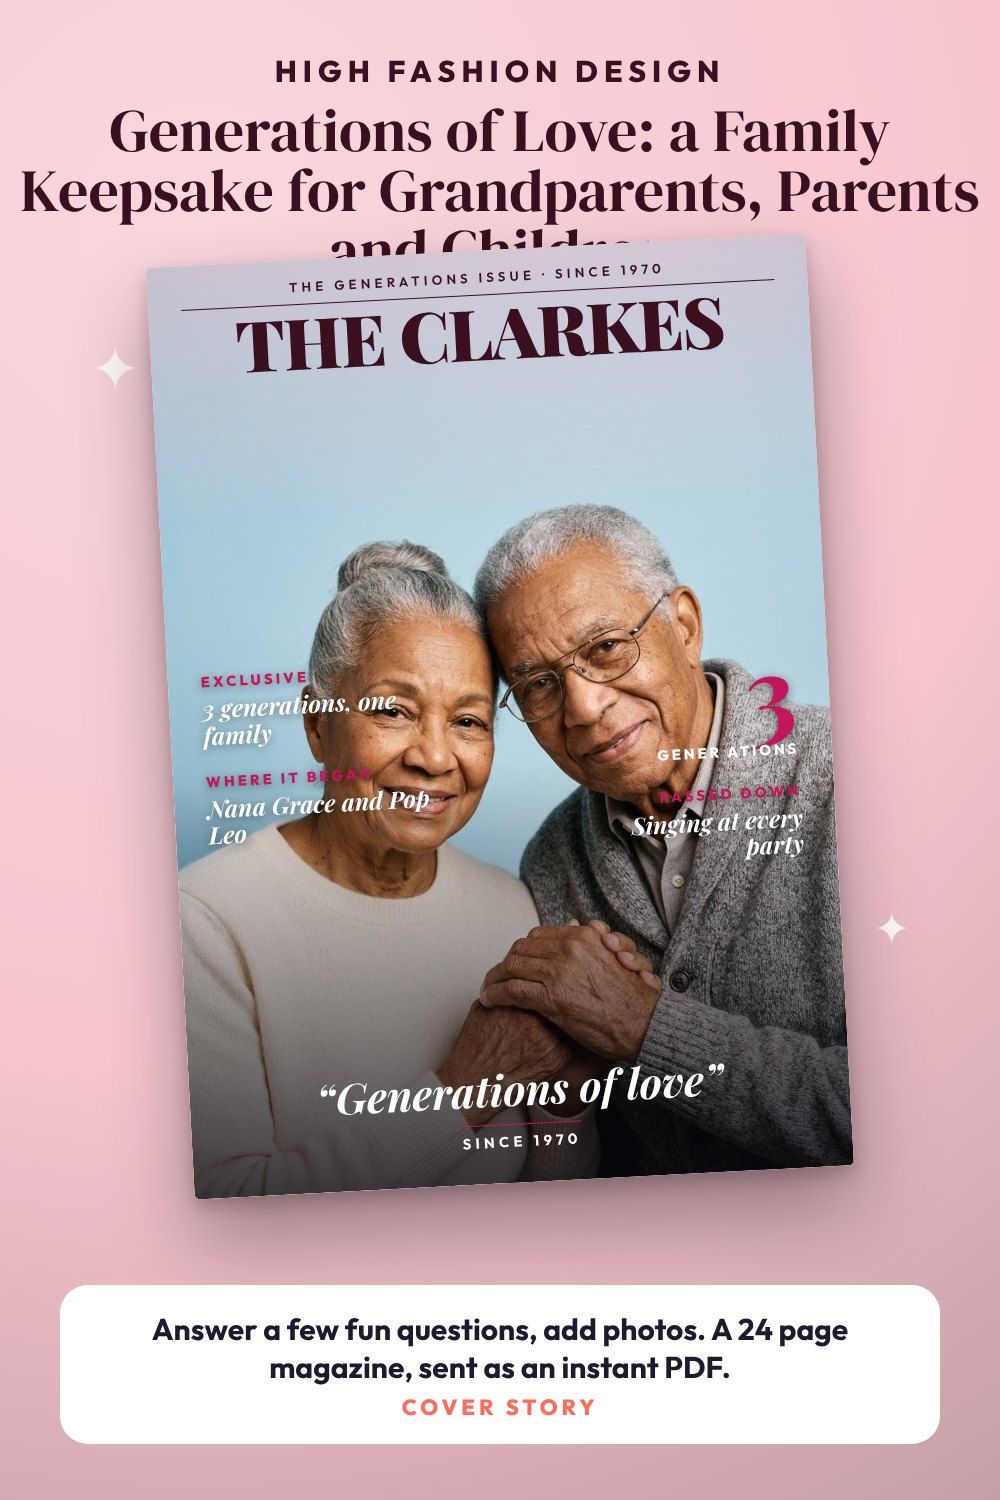 HIGH FASHION DESIGN
Generations of Love: a Family
Keepsake for Grandparents, Parents
and
THE GENERATIONS ISSUE · SINCE 1970
THE CLARKES
EXCLUSIVE
3 generations, one
family
WHERE IT BEGAN
Nana Grace and Pop
Leo
3
GENERATIONS
PASSED DOWN
Singing at every
party
“Generations of love”
SINCE 1970
Answer a few fun questions, add photos. A 24 page
magazine, sent as an instant PDF.
COVER STORY